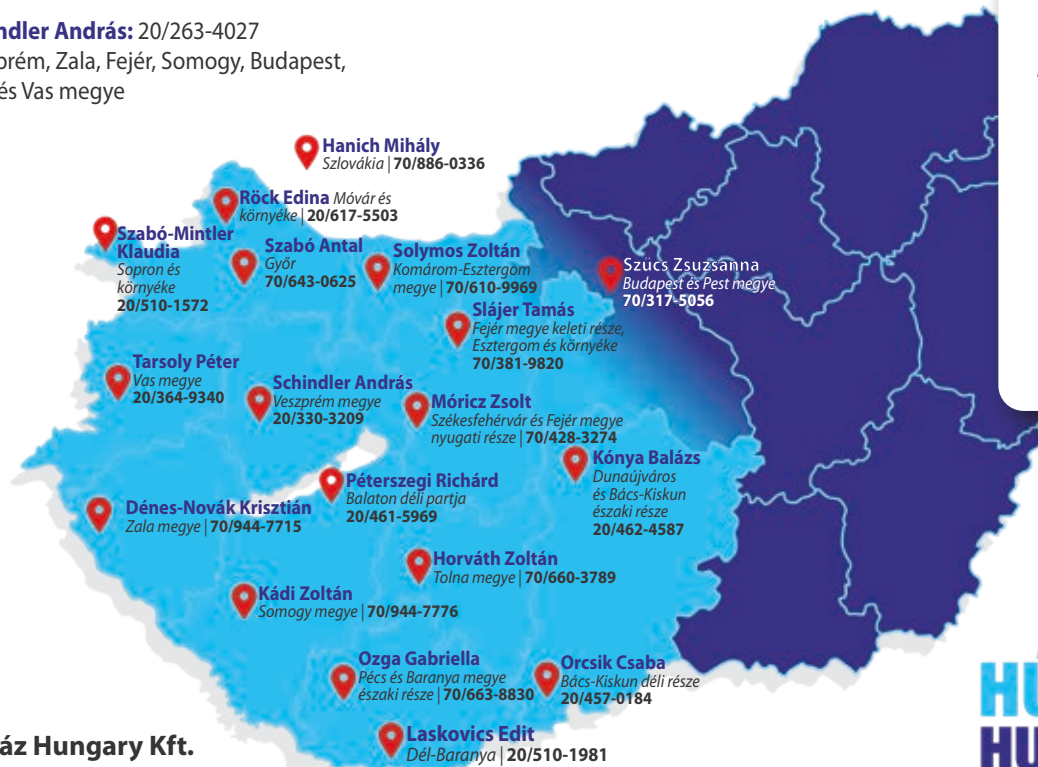 ndler András: 20/263-4027
prém, Zala, Fejér, Somogy, Budapest,
és Vas megye
Hanich Mihály
Szlovákia | 70/886-0336
Röck Edina Móvár és
környéke | 20/617-5503
Szabó-Mintler
Klaudia
Sopron és
környéke
20/510-1572
Szabó Antal
Győr
70/643-0625
Solymos Zoltán
Komárom-Esztergom
megye | 70/610-9969
Szűcs Zsuzsanna
Budapest és Pest megye
70/317-5056
Slájer Tamás
Fejér megye keleti része,
Esztergom és környéke
70/381-9820
Tarsoly Péter
Vas megye
20/364-9340
Schindler András
Veszprém megye
20/330-3209
Móricz Zsolt
Székesfehérvár és Fejér megye
nyugati része | 70/428-3274
Kónya Balázs
Dunaújváros
és Bács-Kiskun
északi része
20/462-4587
Péterszegi Richárd
Balaton déli partja
20/461-5969
Dénes-Novák Krisztián
Zala megye | 70/944-7715
Horváth Zoltán
Tolna megye | 70/660-3789
Kádi Zoltán
Somogy megye | 70/944-7776
Ozga Gabriella
Pécs és Baranya megye
északi része | 70/663-8830
Orcsik Csaba
Bács-Kiskun déli része
20/457-0184
Laskovics Edit
Dél-Baranya | 20/510-1981
áz Hungary Kft.
HÚ
HU